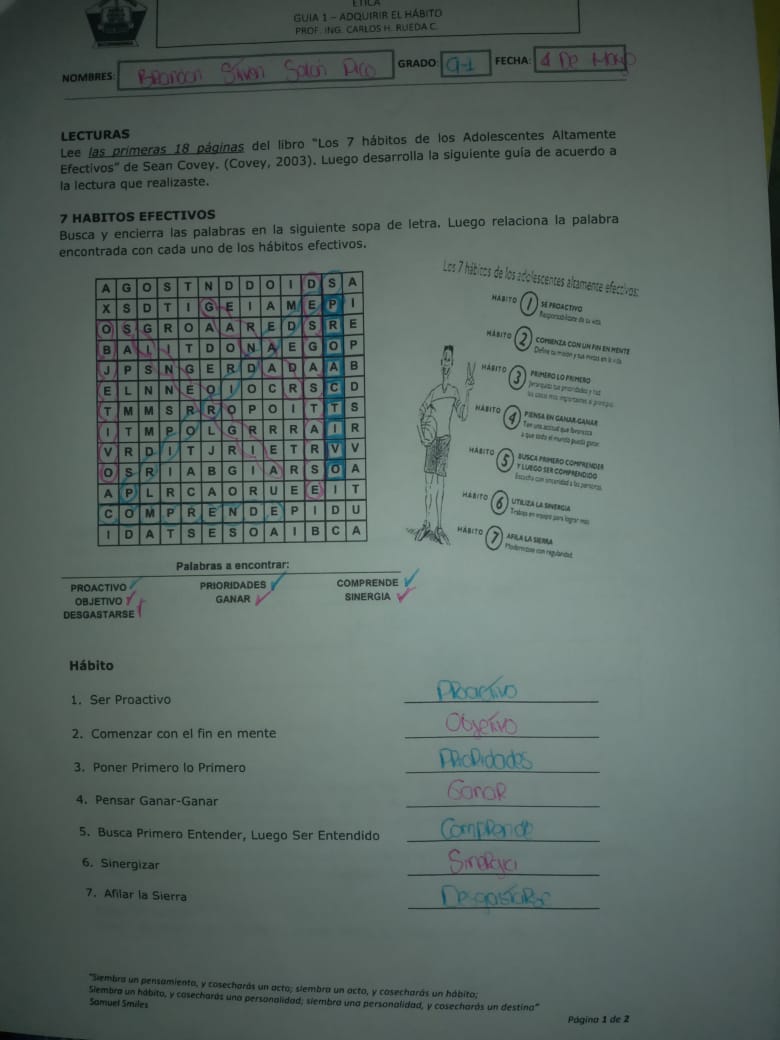 ETICA
GUIA 1 – ADQUIRIR EL HÁBITO
PROF. ING. CARLOS H. RUEDA C.
NOMBRES: Brandon Stiven Pico
GRADO: 9-1
FECHA: De Mayo
LECTURAS
Lee las primeras 18 páginas del libro "Los 7 hábitos de los Adolescentes Altamente
Efectivos" de Sean Covey. (Covey, 2003). Luego desarrolla la siguiente guía de acuerdo a
la lectura que realizaste.
7 HABITOS EFECTIVOS
Busca y encierra las palabras en la siguiente sopa de letra. Luego relaciona la palabra
encontrada con cada uno de los hábitos efectivos.
A G O S T N D D O I D S A
X S D T I G E I A M E P I
O S G R O A A R E D S R E
B A L I T D O N A E G O P
J P S N G E R D A D A A B
E L N N E O I O C R S C D
T M M S R R O P O I T T S
I T M P O L G R R R A I R
V R D I T J R I E T R V V
O S R I A B G I A R S O A
A P L R C A O R U E E I T
C O M P R E N D E P I D U
I D A T S E S O A I B C A
Los 7 hábitos de los adolescentes altamente efectivos:
HÁBITO 1 SE PROACTIVO
Responsabilízate de tu vida
HÁBITO 2 COMIENZA CON UN FIN EN MENTE
Define tu misión y tus metas en la vida
HÁBITO 3 PRIMERO LO PRIMERO
Jerarquiza tus prioridades y haz
las cosas más importantes al principio
HÁBITO 4 PIENSA EN GANAR-GANAR
Ten una actitud que favorezca
a que todo el mundo pueda ganar
HÁBITO 5 BUSCA PRIMERO COMPRENDER
Y LUEGO SER COMPRENDIDO
Escucha con sinceridad a las personas
HÁBITO 6 UTILIZA LA SINERGIA
Trabaja en equipo para lograr más
HÁBITO 7 AFILA LA SIERRA
con regularidad
Palabras a encontrar:
PROACTIVO PRIORIDADES COMPRENDE
OBJETIVO GANAR SINERGIA
DESGASTARSE
Hábito
1. Ser Proactivo Proactivo
2. Comenzar con el fin en mente Objetivo
3. Poner Primero lo Primero Prioridades
4. Pensar Ganar-Ganar Ganar
5. Busca Primero Entender, Luego Ser Entendido Comprende
6. Sinergizar Sinergia
7. Afilar la Sierra Desgastarse
"Siembra un pensamiento, y cosecharás un acto; siembra un acto, y cosecharás un hábito;
Siembra un hábito, y cosecharás una personalidad; siembra una personalidad, y cosecharás un destino"
Samuel Smiles
Página 1 de 2